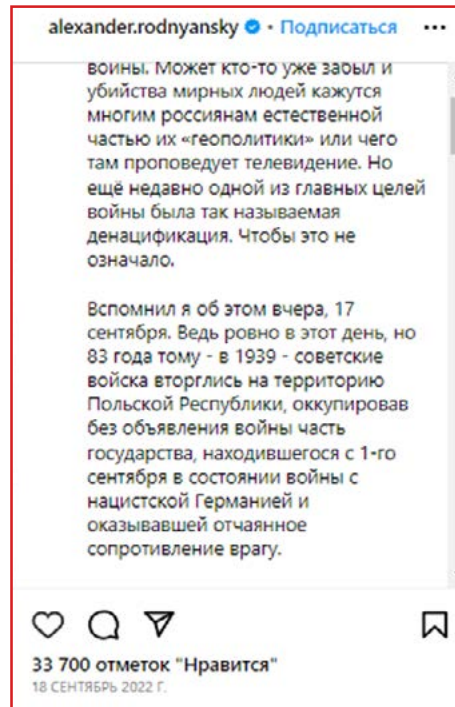 alexander.rodnyansky • Подписаться •••
войны. Может кто-то уже забыл и
убийства мирных людей кажутся
многим россиянам естественной
частью их «геополитики» или чего
там проповедует телевидение. Но
ещё недавно одной из главных целей
войны была так называемая
денацификация. Чтобы это не
означало.
Вспомнил я об этом вчера, 17
сентября. Ведь ровно в этот день, но
83 года тому - в 1939 - советские
войска вторглись на территорию
Польской Республики, оккупировав
без объявления войны часть
государства, находившегося с 1-го
сентября в состоянии войны с
нацистской Германией и
оказывавшей отчаянное
сопротивление врагу.
33 700 отметок "Нравится"
18 СЕНТЯБРЬ 2022 Г.